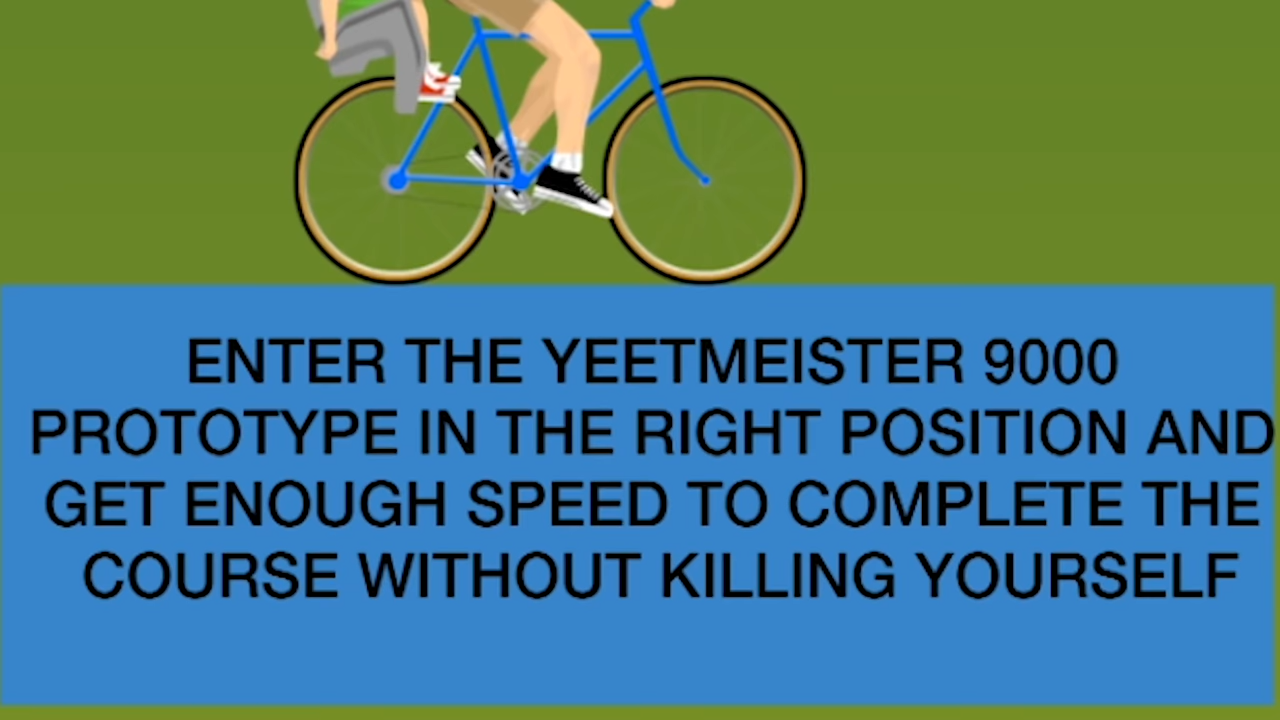 ENTER THE YEETMEISTER 9000
PROTOTYPE IN THE RIGHT POSITION AND
GET ENOUGH SPEED TO COMPLETE THE
COURSE WITHOUT KILLING YOURSELF